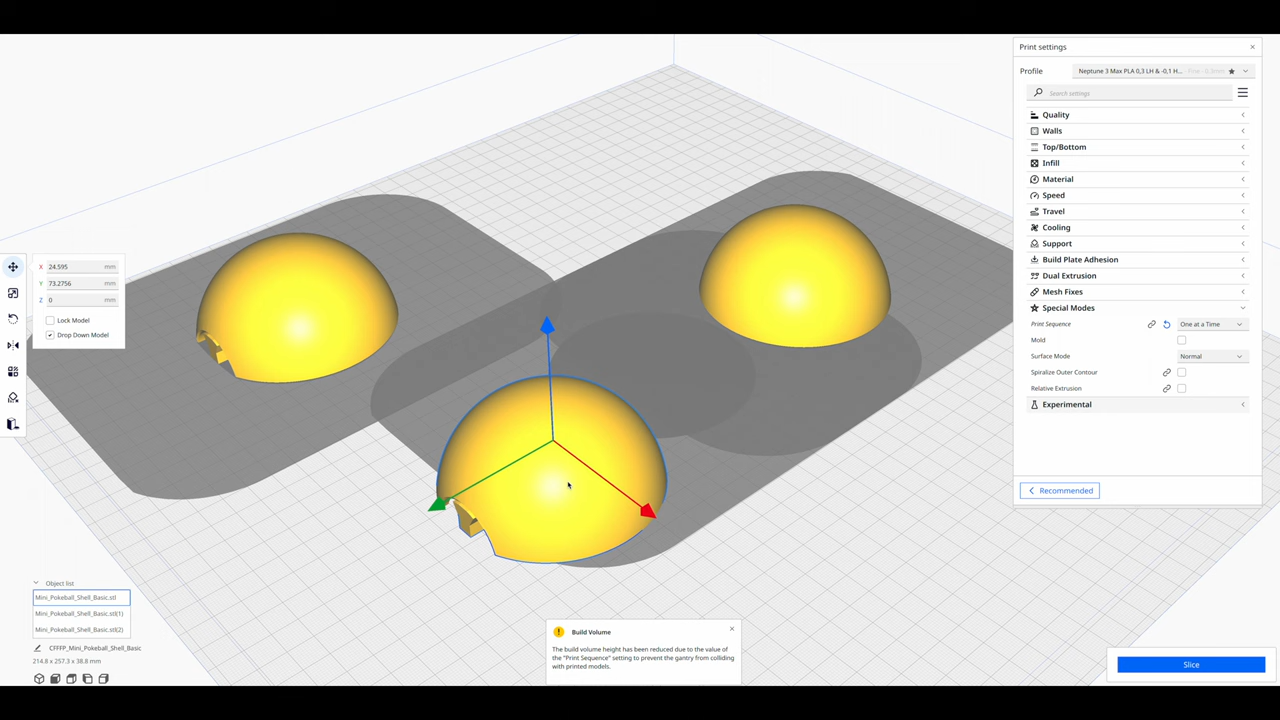 Print settings
Profile
Neptune 3 Max PLA 0,3 LH & -0,1 H...
Fine - 0.3mm
Search settings
Quality
Walls
Top/Bottom
Infill
Material
Speed
Travel
Cooling
Support
Build Plate Adhesion
Dual Extrusion
Mesh Fixes
Special Modes
Print Sequence
One at a Time
Mold
Surface Mode
Normal
Spiralize Outer Contour
Relative Extrusion
Experimental
Recommended
X 24.595 mm
Y 73.2756 mm
Z 0 mm
Lock Model
Drop Down Model
Object list
Mini_Pokeball_Shell_Basic.stl
Mini_Pokeball_Shell_Basic.stl(1)
Mini_Pokeball_Shell_Basic.stl(2)
CFFFP_Mini_Pokeball_Shell_Basic
214.8 x 257.3 x 38.8 mm
Build Volume
The build volume height has been reduced due to the value of
the "Print Sequence" setting to prevent the gantry from colliding
with printed models.
Slice